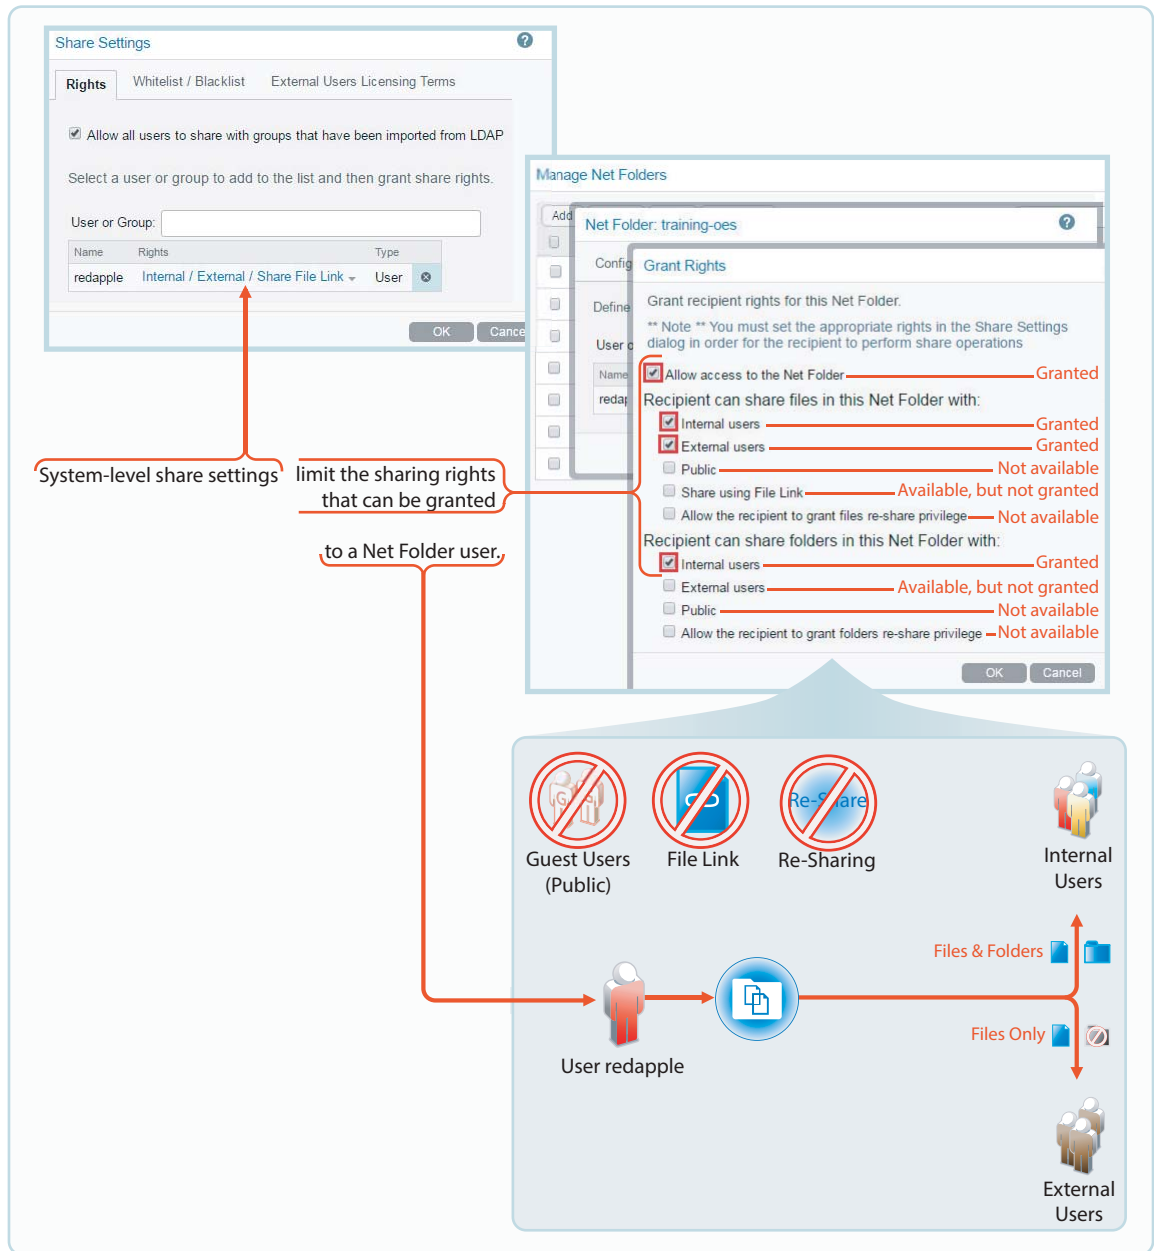 Share Settings
Rights
Whitelist / Blacklist
External Users Licensing Terms
Allow all users to share with groups that have been imported from LDAP
Select a user or group to add to the list and then grant share rights.
User or Group:
Name Rights Type
redapple Internal / External / Share File Link User
OK
Cance
Manage Net Folders
Add
Net Folder: training-oes
Config
Define
User o
Name
redap
Grant Rights
Grant recipient rights for this Net Folder.
** Note ** You must set the appropriate rights in the Share Settings
dialog in order for the recipient to perform share operations
Allow access to the Net Folder Granted
Recipient can share files in this Net Folder with:
Internal users Granted
External users Granted
Public Not available
Share using File Link Available, but not granted
Allow the recipient to grant files re-share privilege Not available
Recipient can share folders in this Net Folder with:
Internal users Granted
External users Available, but not granted
Public Not available
Allow the recipient to grant folders re-share privilege Not available
OK Cancel
System-level share settings
limit the sharing rights
that can be granted
to a Net Folder user.
G G
Re-Share
Guest Users
(Public)
File Link
Re-Sharing
Internal
Users
Files & Folders
Files Only
User redapple
External
Users